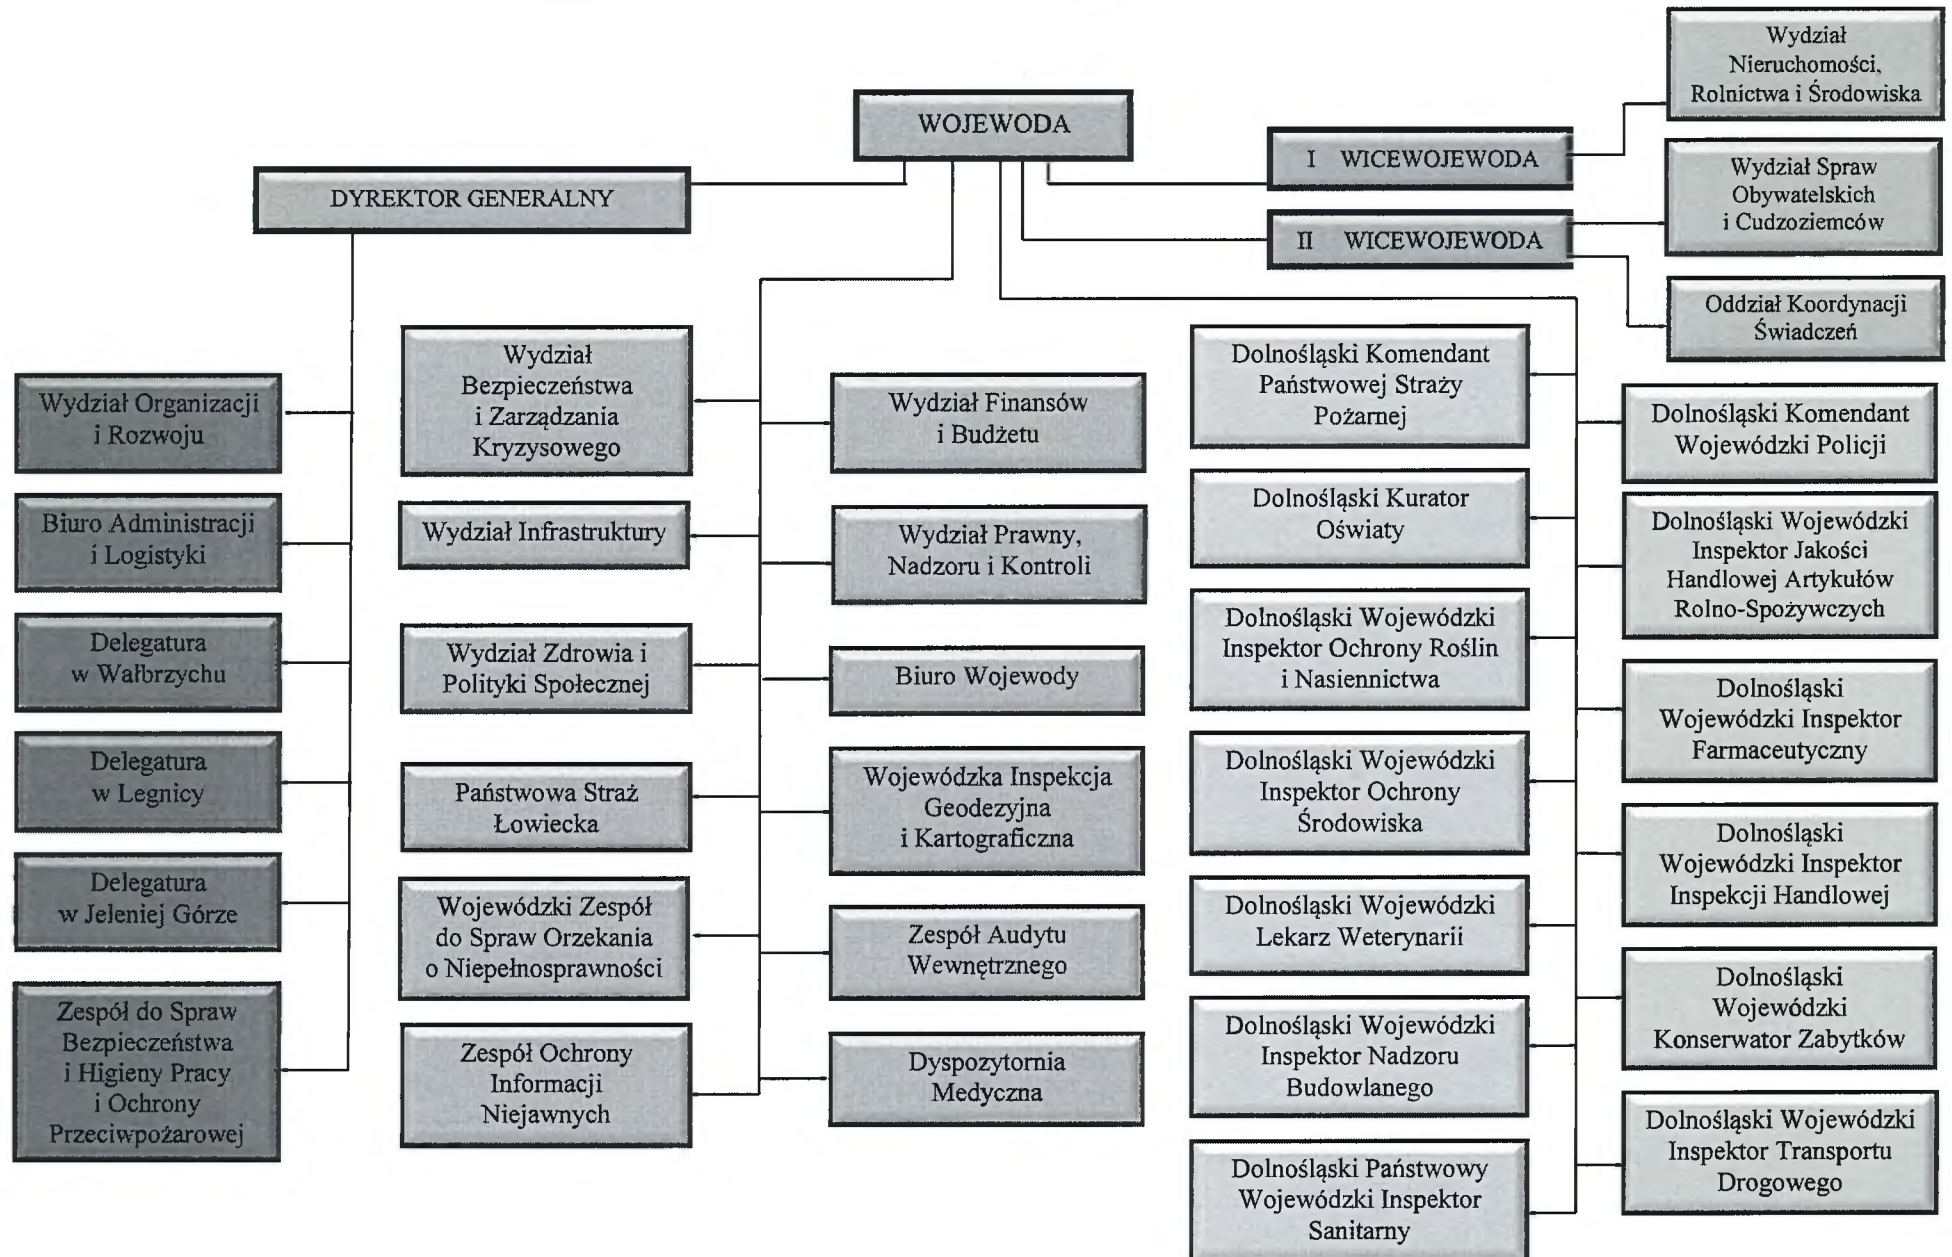 WOJEWODA
DYREKTOR GENERALNY
I WICEWOJEWODA
II WICEWOJEWODA
Wydział
Nieruchomości,
Rolnictwa i Środowiska
Wydział Spraw
Obywatelskich
i Cudzoziemców
Oddział Koordynacji
Świadczeń
Wydział Organizacji
i Rozwoju
Biuro Administracji
i Logistyki
Delegatura
w Wałbrzychu
Delegatura
w Legnicy
Delegatura
w Jeleniej Górze
Zespół do Spraw
Bezpieczeństwa
i Higieny Pracy
i Ochrony
Przeciwpożarowej
Wydział
Bezpieczeństwa
i Zarządzania
Kryzysowego
Wydział Infrastruktury
Wydział Zdrowia i
Polityki Społecznej
Państwowa Straż
Łowiecka
Wojewódzki Zespół
do Spraw Orzekania
o Niepełnosprawności
Zespół Ochrony
Informacji
Niejawnych
Wydział Finansów
i Budżetu
Wydział Prawny,
Nadzoru i Kontroli
Biuro Wojewody
Wojewódzka Inspekcja
Geodezyjna
i Kartograficzna
Zespół Audytu
Wewnętrznego
Dyspozytornia
Medyczna
Dolnośląski Komendant
Państwowej Straży
Pożarnej
Dolnośląski Kurator
Oświaty
Dolnośląski Wojewódzki
Inspektor Ochrony Roślin
i Nasiennictwa
Dolnośląski Wojewódzki
Inspektor Ochrony
Środowiska
Dolnośląski Wojewódzki
Lekarz Weterynarii
Dolnośląski Wojewódzki
Inspektor Nadzoru
Budowlanego
Dolnośląski Państwowy
Wojewódzki Inspektor
Sanitarny
Dolnośląski Komendant
Wojewódzki Policji
Dolnośląski Wojewódzki
Inspektor Jakości
Handlowej Artykułów
Rolno-Spożywczych
Dolnośląski
Wojewódzki Inspektor
Farmaceutyczny
Dolnośląski
Wojewódzki Inspektor
Inspekcji Handlowej
Dolnośląski
Wojewódzki
Konserwator Zabytków
Dolnośląski Wojewódzki
Inspektor Transportu
Drogowego